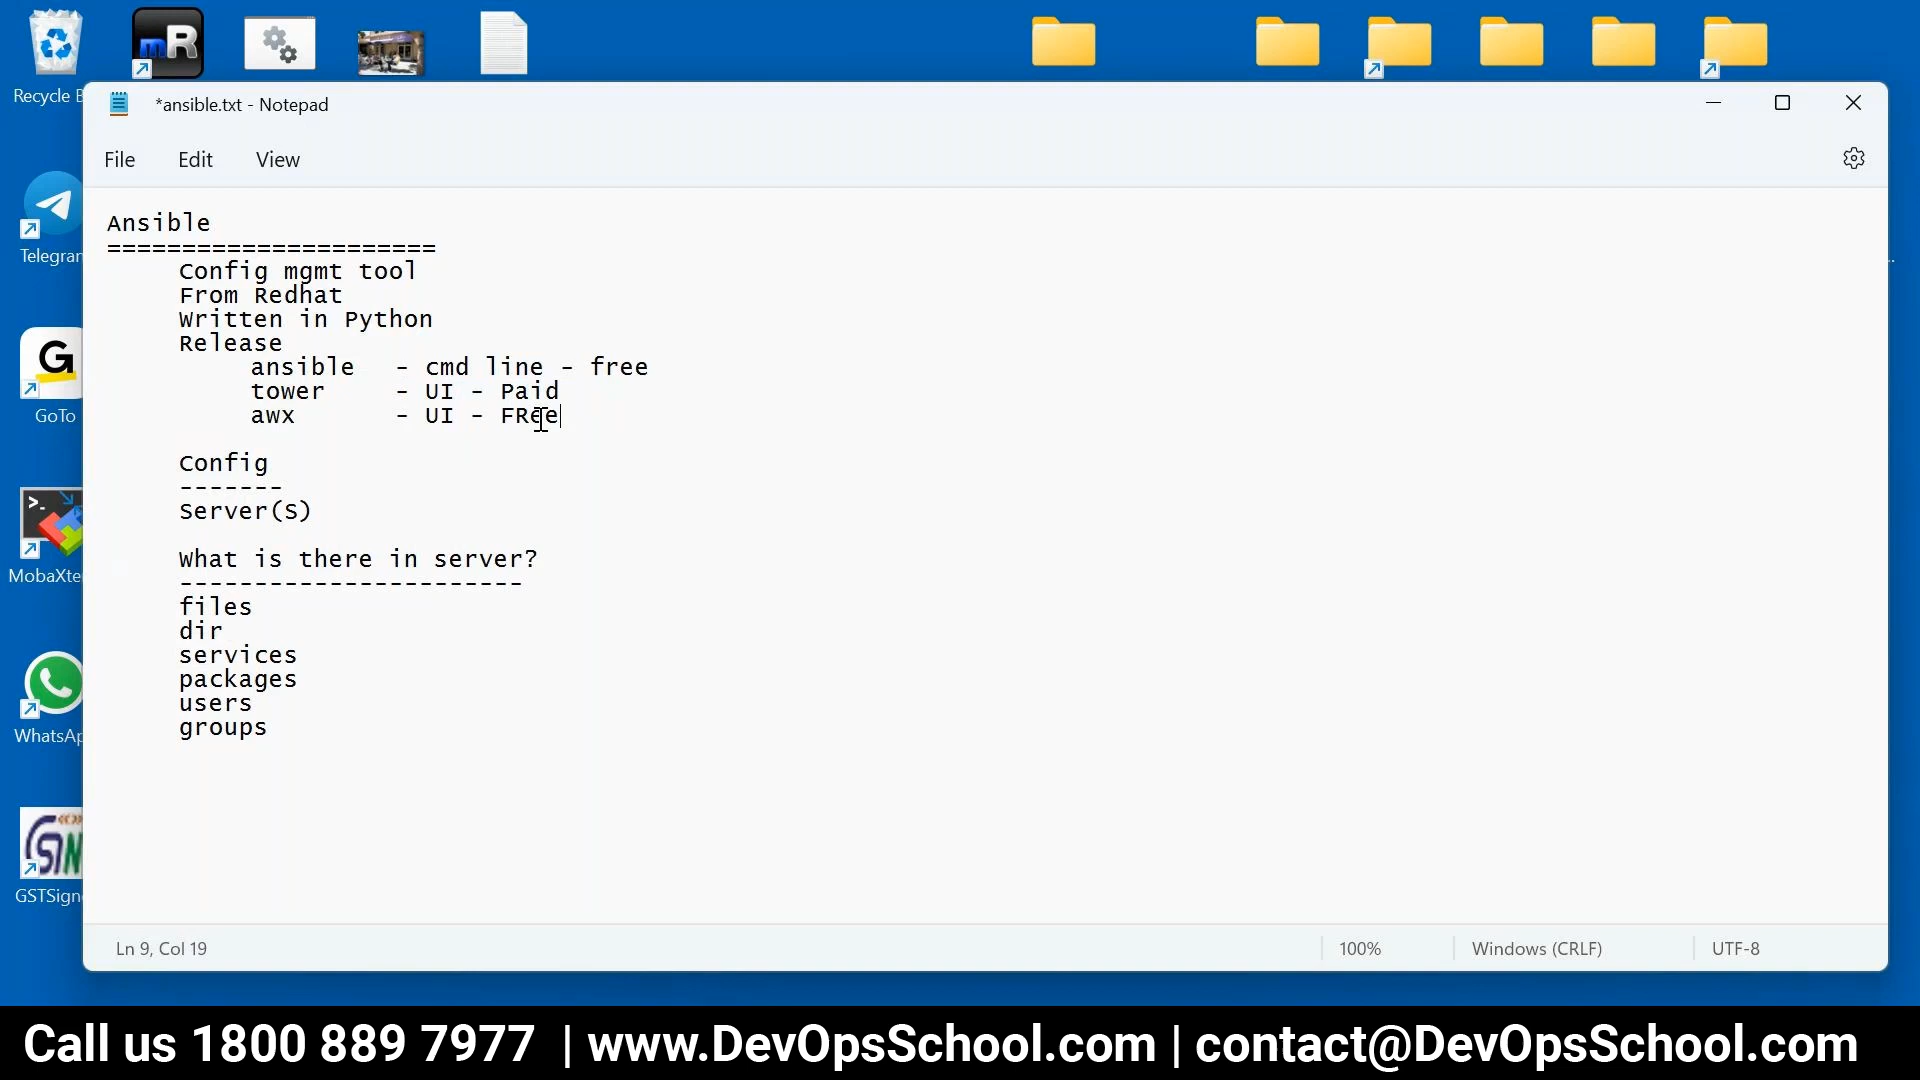 Recycle B
*ansible.txt - Notepad
File Edit View
Ansible
======================
Config mgmt tool
From Redhat
Written in Python
Release
ansible - cmd line - free
tower - UI - Paid
awx - UI - FRee
Config
-------
Server(S)
What is there in server?
-----------------------
files
dir
services
packages
users
groups
mR
Telegram
G
GoTo
MobaXte
WhatsAp
GSTSign
Ln 9, Col 19 100% Windows (CRLF) UTF-8
Call us 1800 889 7977 | www.DevOpsSchool.com | contact@DevOpsSchool.com